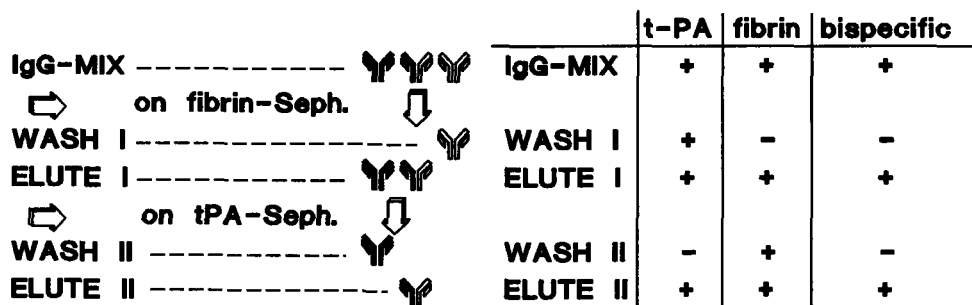 t-PA fibrin bispecific
IgG-MIX ------------ IgG-MIX + + +
on fibrin-Seph.
WASH I ---------------- WASH I + - -
ELUTE I ------------ ELUTE I + + +
on tPA-Seph.
WASH II ----------- WASH II - + -
ELUTE II -------------- ELUTE II + + +